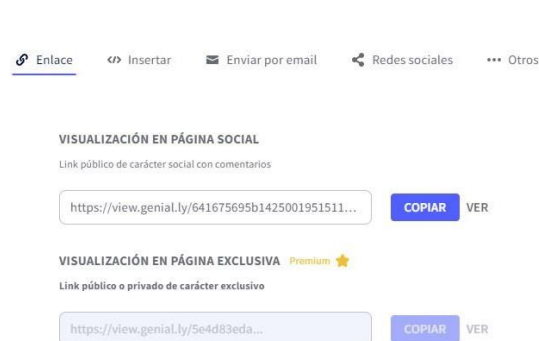 Enlace Insertar Enviar por email Redes sociales Otros
VISUALIZACIÓN EN PÁGINA SOCIAL
Link público de carácter social con comentarios
https://view.genial.ly/641675695b1425001951511... COPIAR VER
VISUALIZACIÓN EN PÁGINA EXCLUSIVA Premium
Link público o privado de carácter exclusivo
https://view.genial.ly/5e4d83eda... COPIAR VER